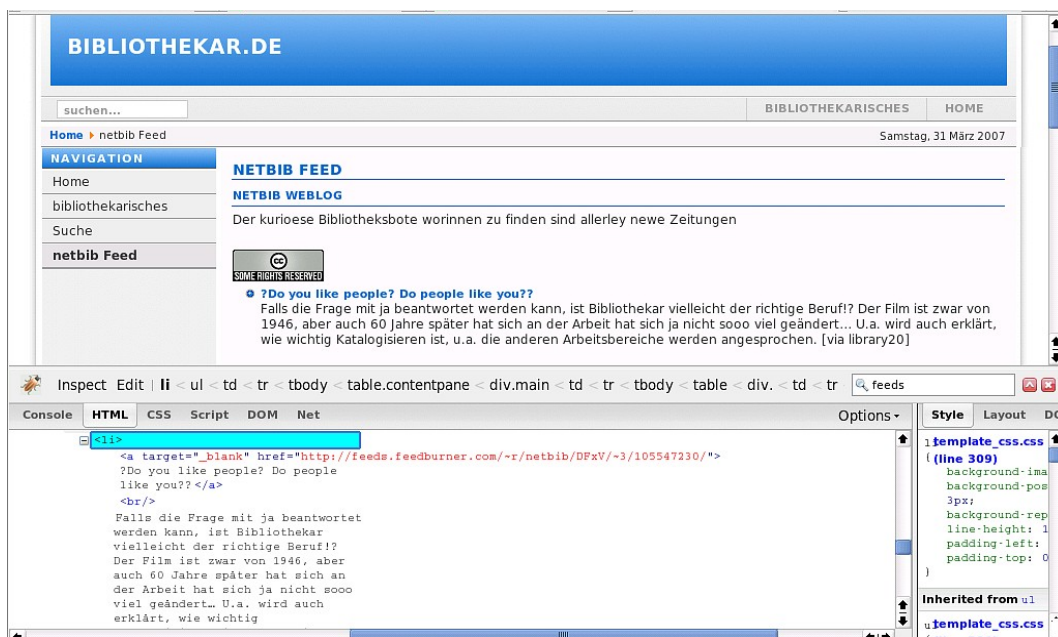 BIBLIOTHEKAR.DE
suchen...
BIBLIOTHEKARISCHES HOME
Home netbib Feed
Samstag, 31 März 2007
NAVIGATION
Home
bibliothekarisches
Suche
netbib Feed
NETBIB FEED
NETBIB WEBLOG
Der kurioese Bibliotheksbote worinnen zu finden sind allerley newe Zeitungen
cc
SOME RIGHTS RESERVED
?Do you like people? Do people like you??
Falls die Frage mit ja beantwortet werden kann, ist Bibliothekar vielleicht der richtige Beruf!? Der Film ist zwar von
1946, aber auch 60 Jahre später hat sich an der Arbeit hat sich ja nicht sooo viel geändert... U.a. wird auch erklärt,
wie wichtig Katalogisieren ist, u.a. die anderen Arbeitsbereiche werden angesprochen. [via library20]
Inspect Edit | li < ul < td < tr < tbody < table.contentpane < div.main < td < tr < tbody < table < div. < td < tr
feeds
Console HTML CSS Script DOM Net
Options
<li>
<a target="_blank" href="http://feeds.feedburner.com/~r/netbib/DFxV/~3/105547230/">
?Do you like people? Do people
like you?? </a>
<br/>
Falls die Frage mit ja beantwortet
werden kann, ist Bibliothekar
vielleicht der richtige Beruf!?
Der Film ist zwar von 1946, aber
auch 60 Jahre später hat sich an
der Arbeit hat sich ja nicht sooo
viel geändert… U.a. wird auch
erklärt, wie wichtig
Style Layout DO
template_css.css
(line 309)
background-ima
background-pos
3px;
background-rep
line-height: 1
padding-left:
padding-top: 0
}
Inherited from ul
template_css.css